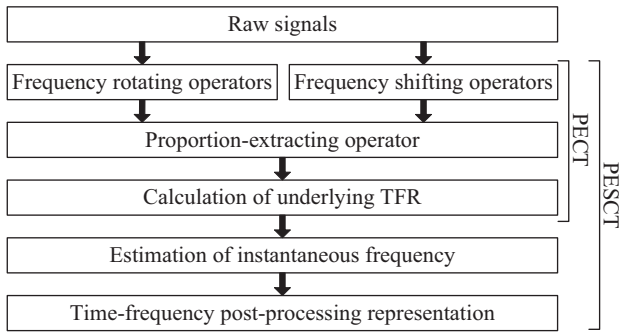 Raw signals
Frequency rotating operators
Frequency shifting operators
Proportion-extracting operator
Calculation of underlying TFR
Estimation of instantaneous frequency
Time-frequency post-processing representation
PECT
PESCT